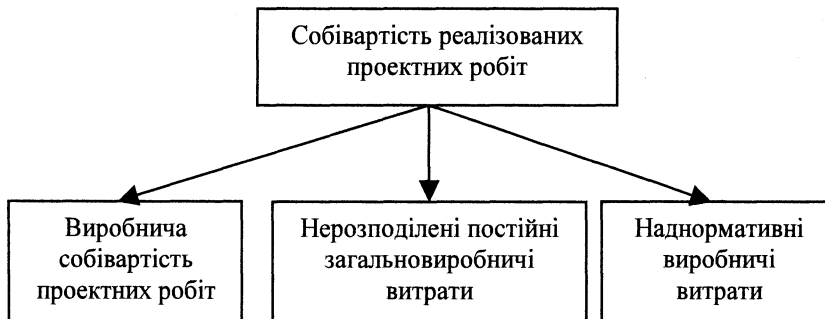 Собівартість реалізованих
проектних робіт
Виробнича
собівартість
проектних робіт
Нерозподілені постійні
загальновиробничі
витрати
Наднормативні
виробничі
витрати